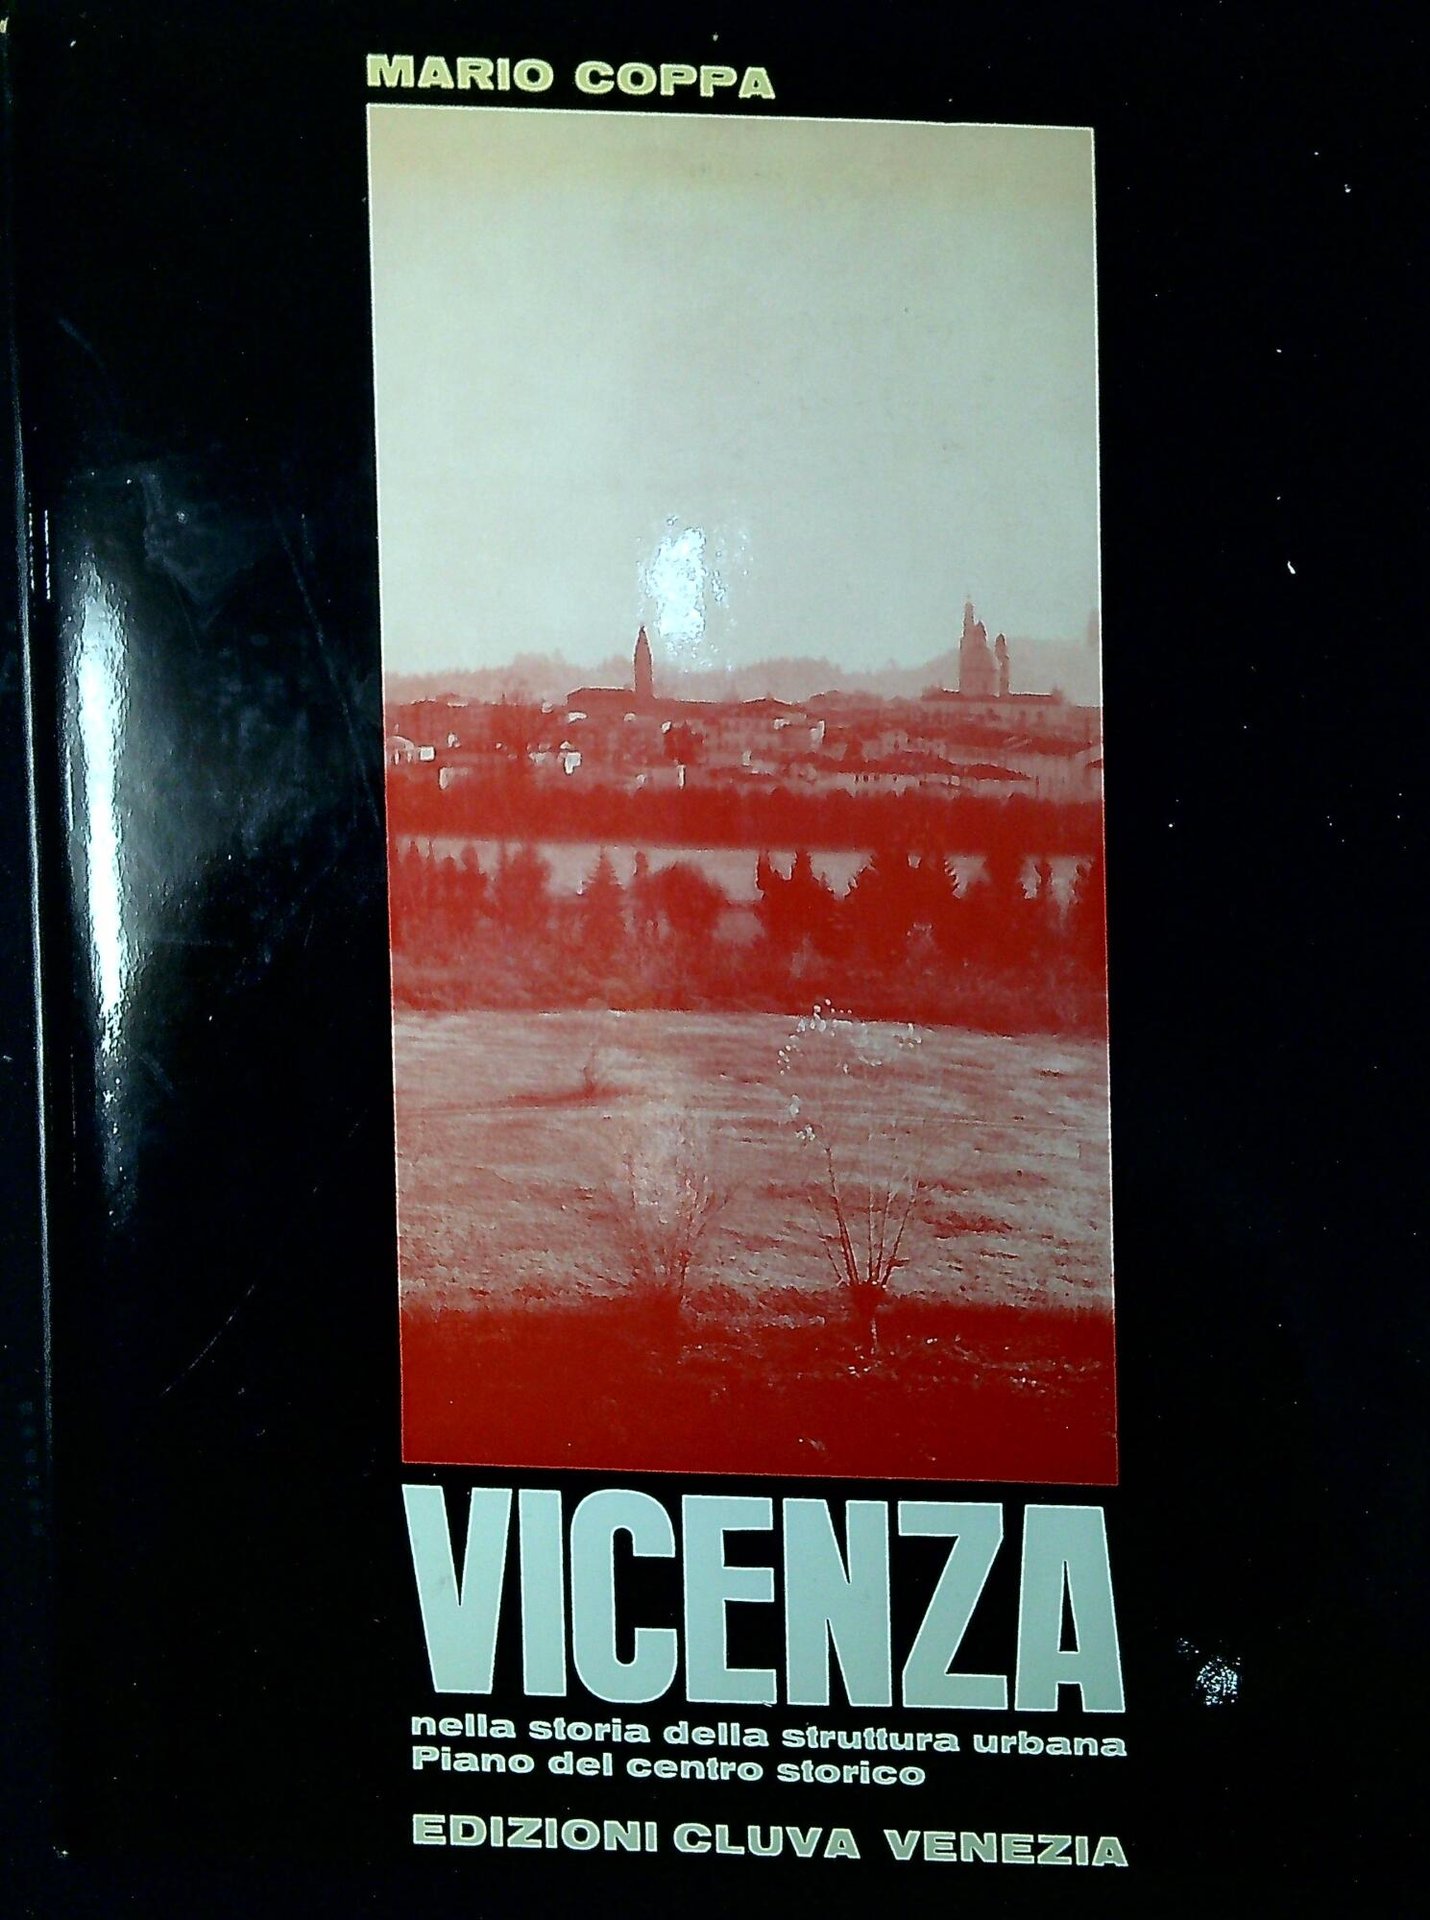 MARIO COPPA
VICENZA
nella storia della struttura urbana
Piano del centro storico
EDIZIONI CLUVA VENEZIA